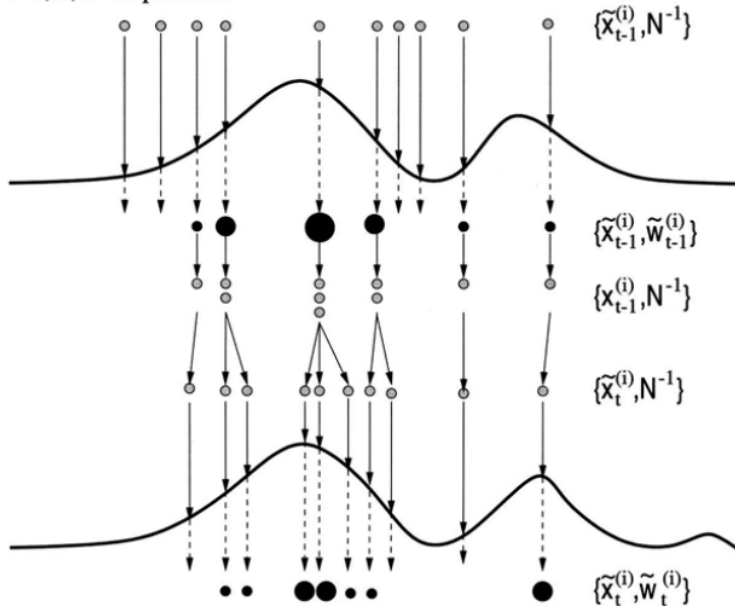 {x̃_{t-1}^{(i)},N^{-1}}
{x̃_{t-1}^{(i)},w̃_{t-1}^{(i)}}
{x_{t-1}^{(i)},N^{-1}}
{x̃_t^{(i)},N^{-1}}
{x̃_t^{(i)},w̃_t^{(i)}}